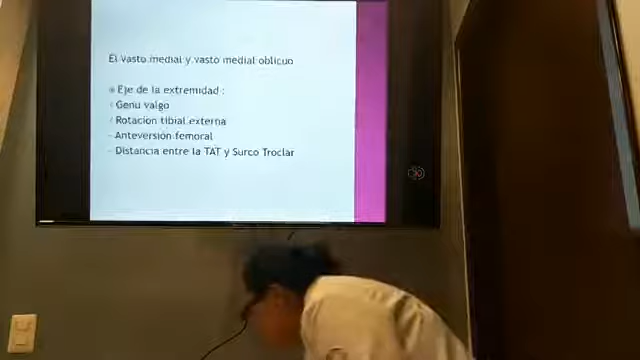 El vasto medial y vasto medial oblicuo
Eje de la extremidad :
Genu valgo
Rotacion tibial externa
- Anteversión femoral
- Distancia entre la TAT y Surco Troclar